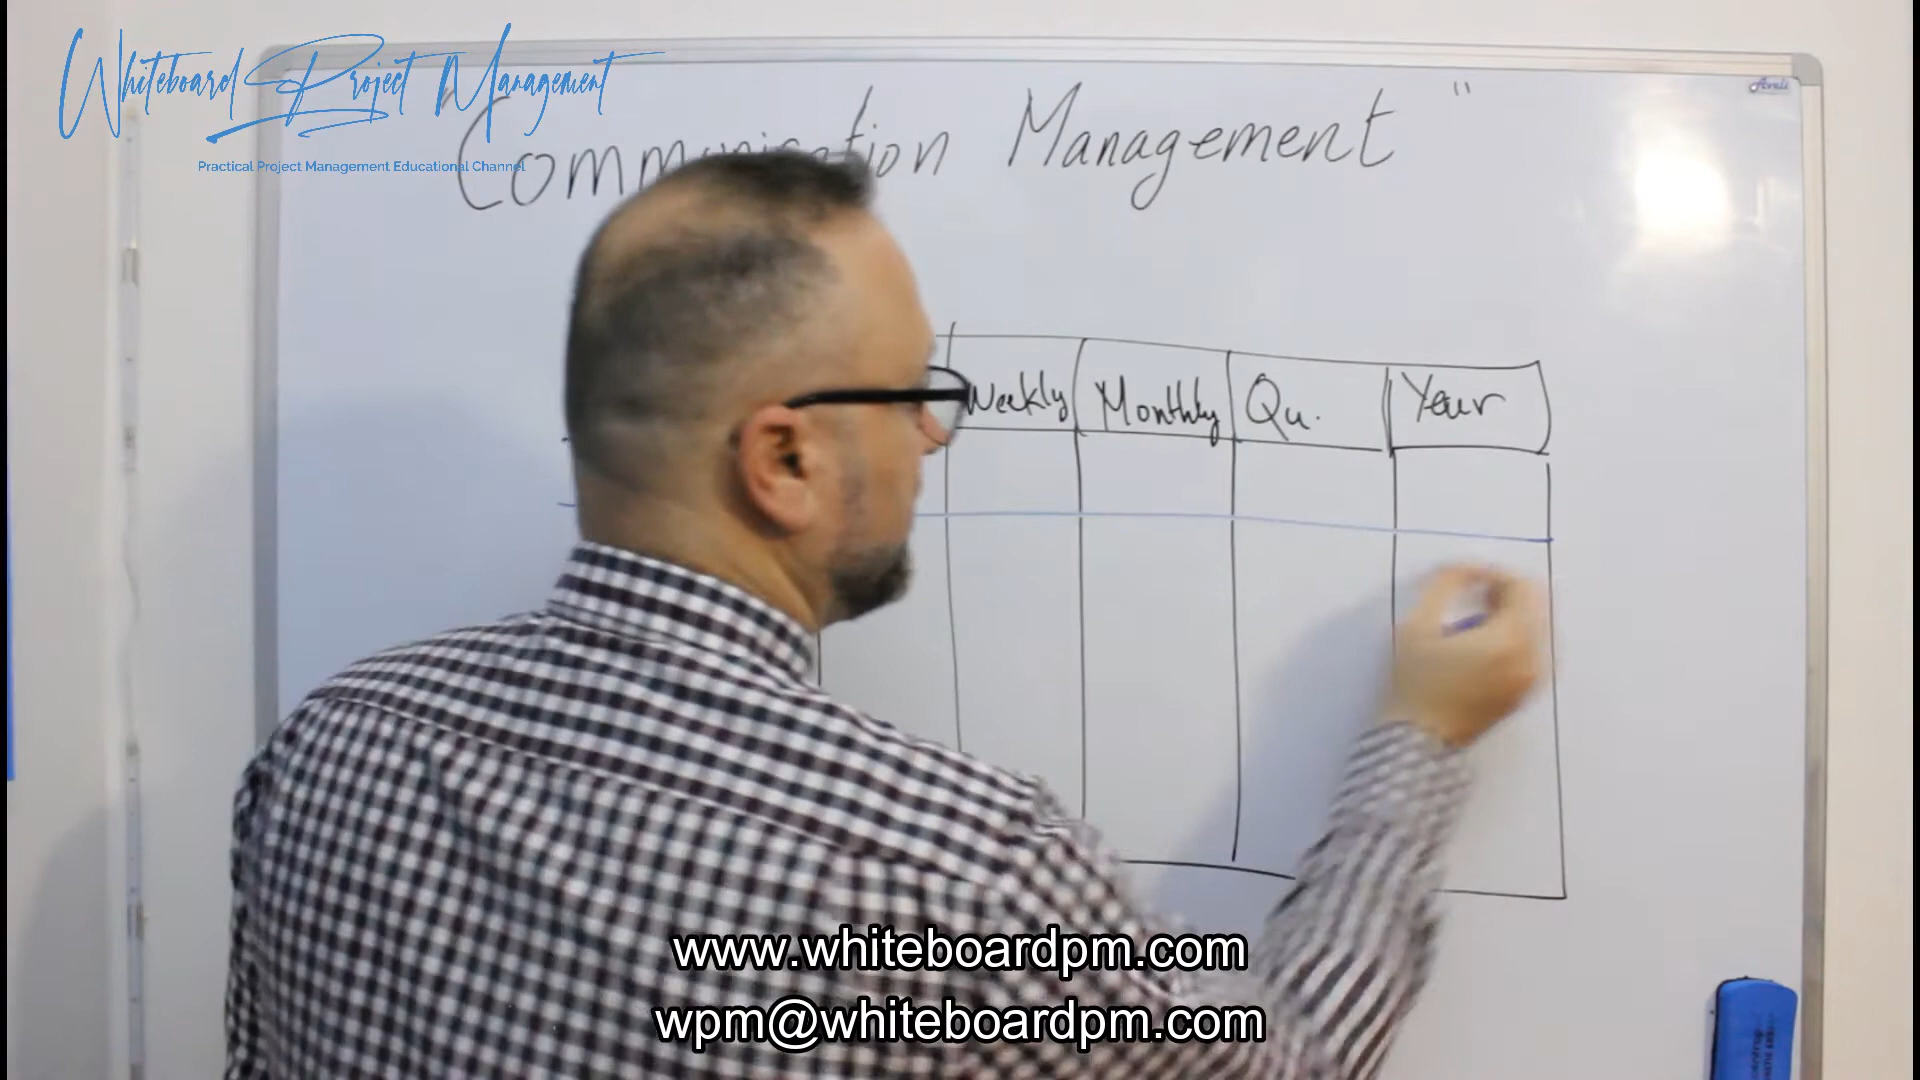 Whiteboard Project Management
Practical Project Management Educational Channel
Communication Management "
Weekly Monthly Qu. Year
www.whiteboardpm.com
wpm@whiteboardpm.com